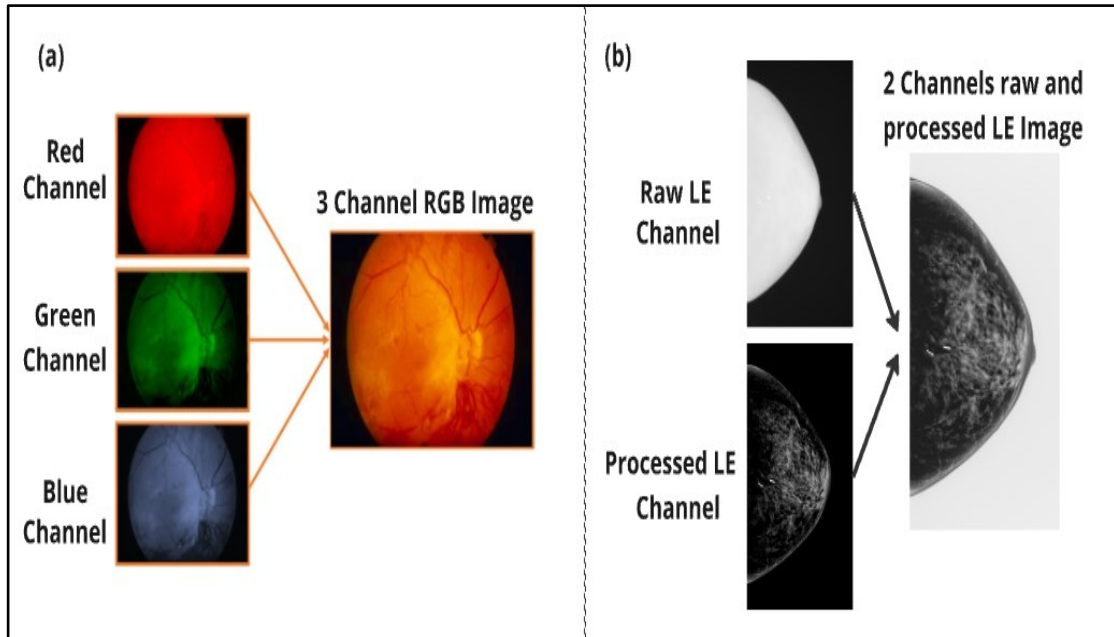 (a)
Red
Channel
Green
Channel
Blue
Channel
3 Channel RGB Image
(b)
Raw LE
Channel
Processed LE
Channel
2 Channels raw and
processed LE Image